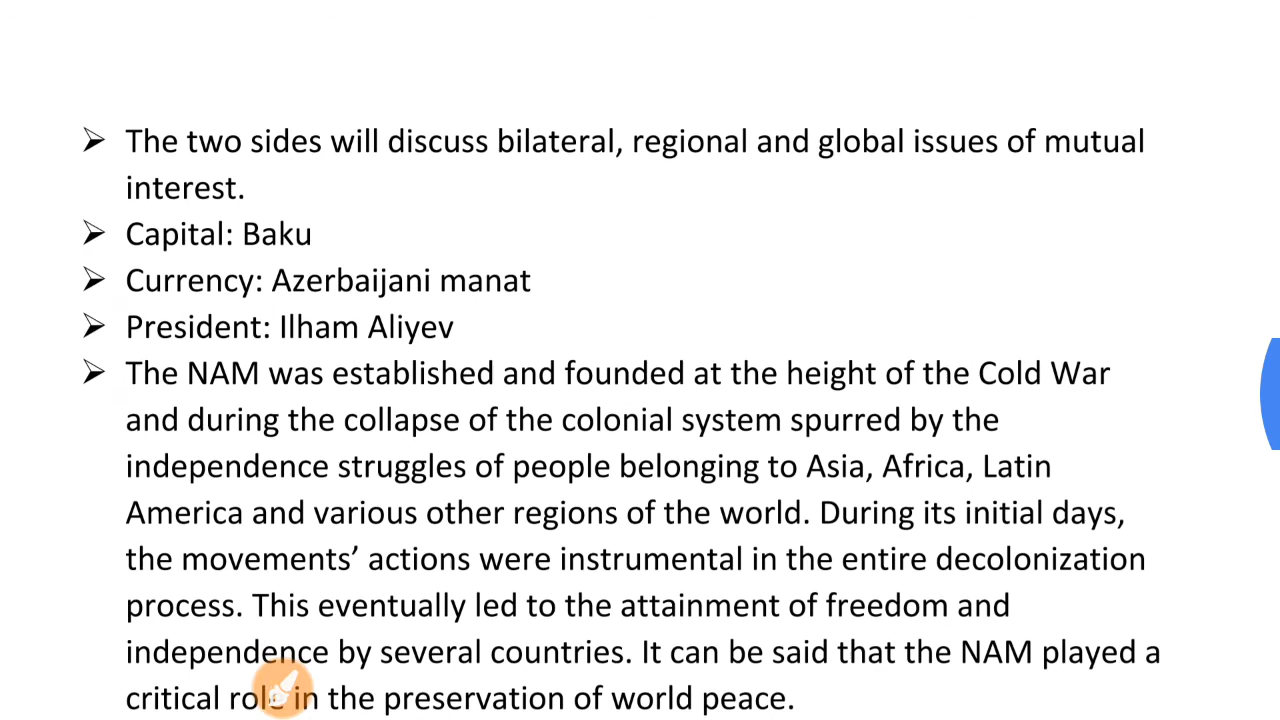 ➢ The two sides will discuss bilateral, regional and global issues of mutual
interest.
➢ Capital: Baku
➢ Currency: Azerbaijani manat
➢ President: Ilham Aliyev
➢ The NAM was established and founded at the height of the Cold War
and during the collapse of the colonial system spurred by the
independence struggles of people belonging to Asia, Africa, Latin
America and various other regions of the world. During its initial days,
the movements’ actions were instrumental in the entire decolonization
process. This eventually led to the attainment of freedom and
independence by several countries. It can be said that the NAM played a
critical role in the preservation of world peace.